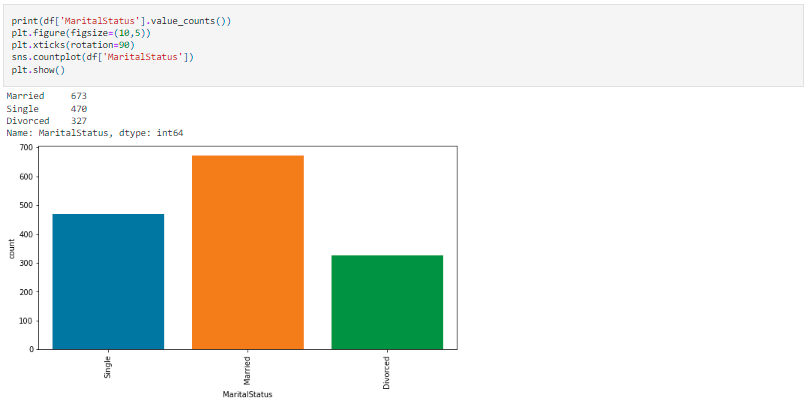 print(df['MaritalStatus'].value_counts())
plt.figure(figsize=(10,5))
plt.xticks(rotation=90)
sns.countplot(df['MaritalStatus'])
plt.show()
Married     673
Single      470
Divorced    327
Name: MaritalStatus, dtype: int64
700
600
500
400
300
200
100
0
count
Single
Married
Divorced
MaritalStatus